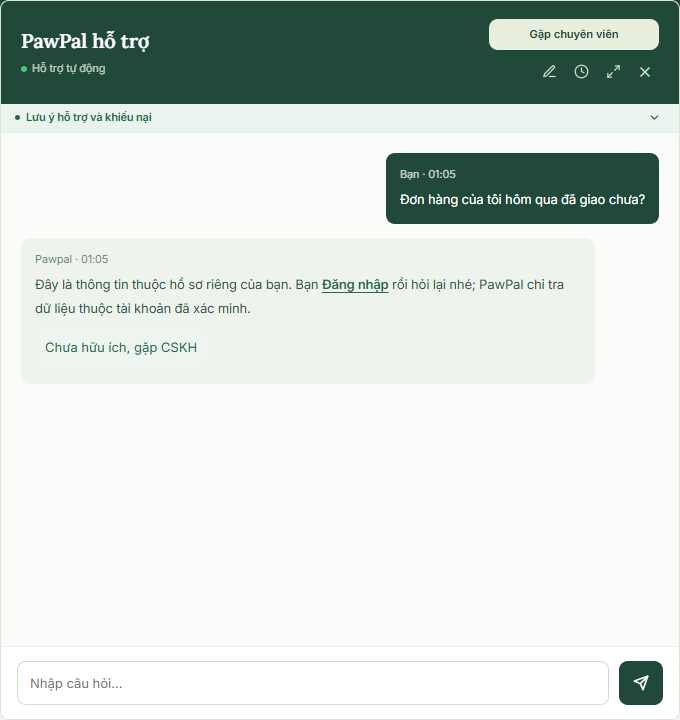 PawPal hỗ trợ
Gặp chuyên viên
Hỗ trợ tự động
Lưu ý hỗ trợ và khiếu nại
Bạn · 01:05
Đơn hàng của tôi hôm qua đã giao chưa?
Pawpal · 01:05
Đây là thông tin thuộc hồ sơ riêng của bạn. Bạn Đăng nhập rồi hỏi lại nhé; PawPal chỉ tra
dữ liệu thuộc tài khoản đã xác minh.
Chưa hữu ích, gặp CSKH
Nhập câu hỏi...